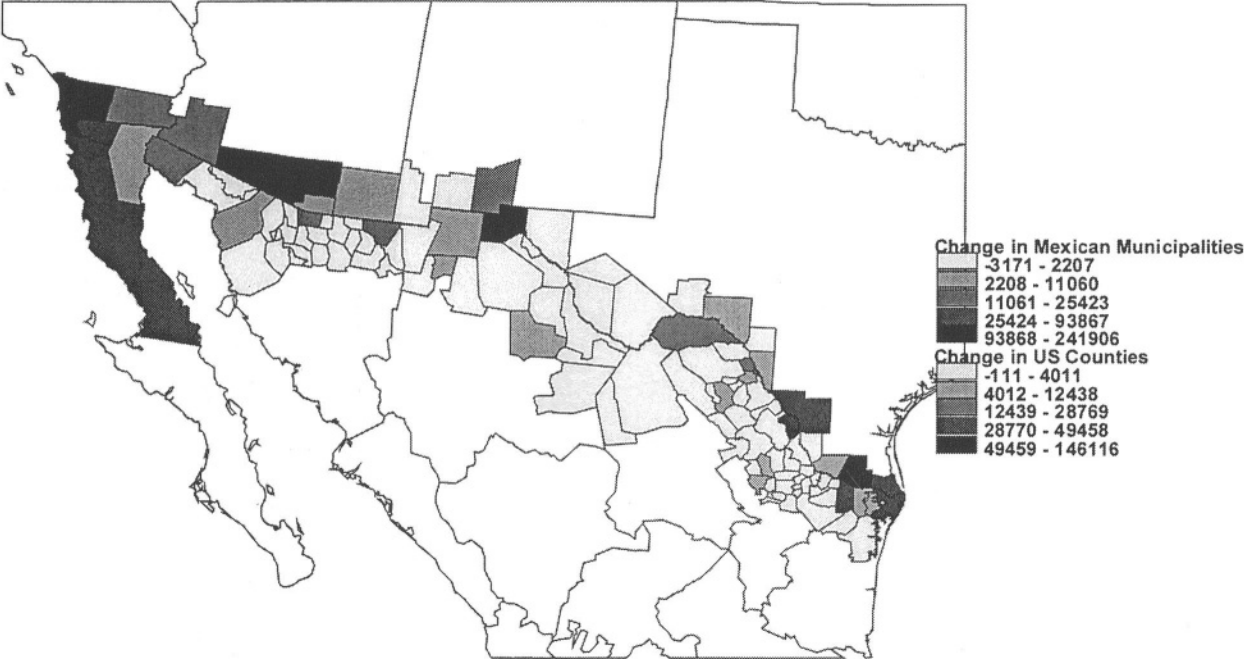 Change in Mexican Municipalities
-3171 - 2207
2208 - 11060
11061 - 25423
25424 - 93867
93868 - 241906
Change in US Counties
-111 - 4011
4012 - 12438
12439 - 28769
28770 - 49458
49459 - 146116